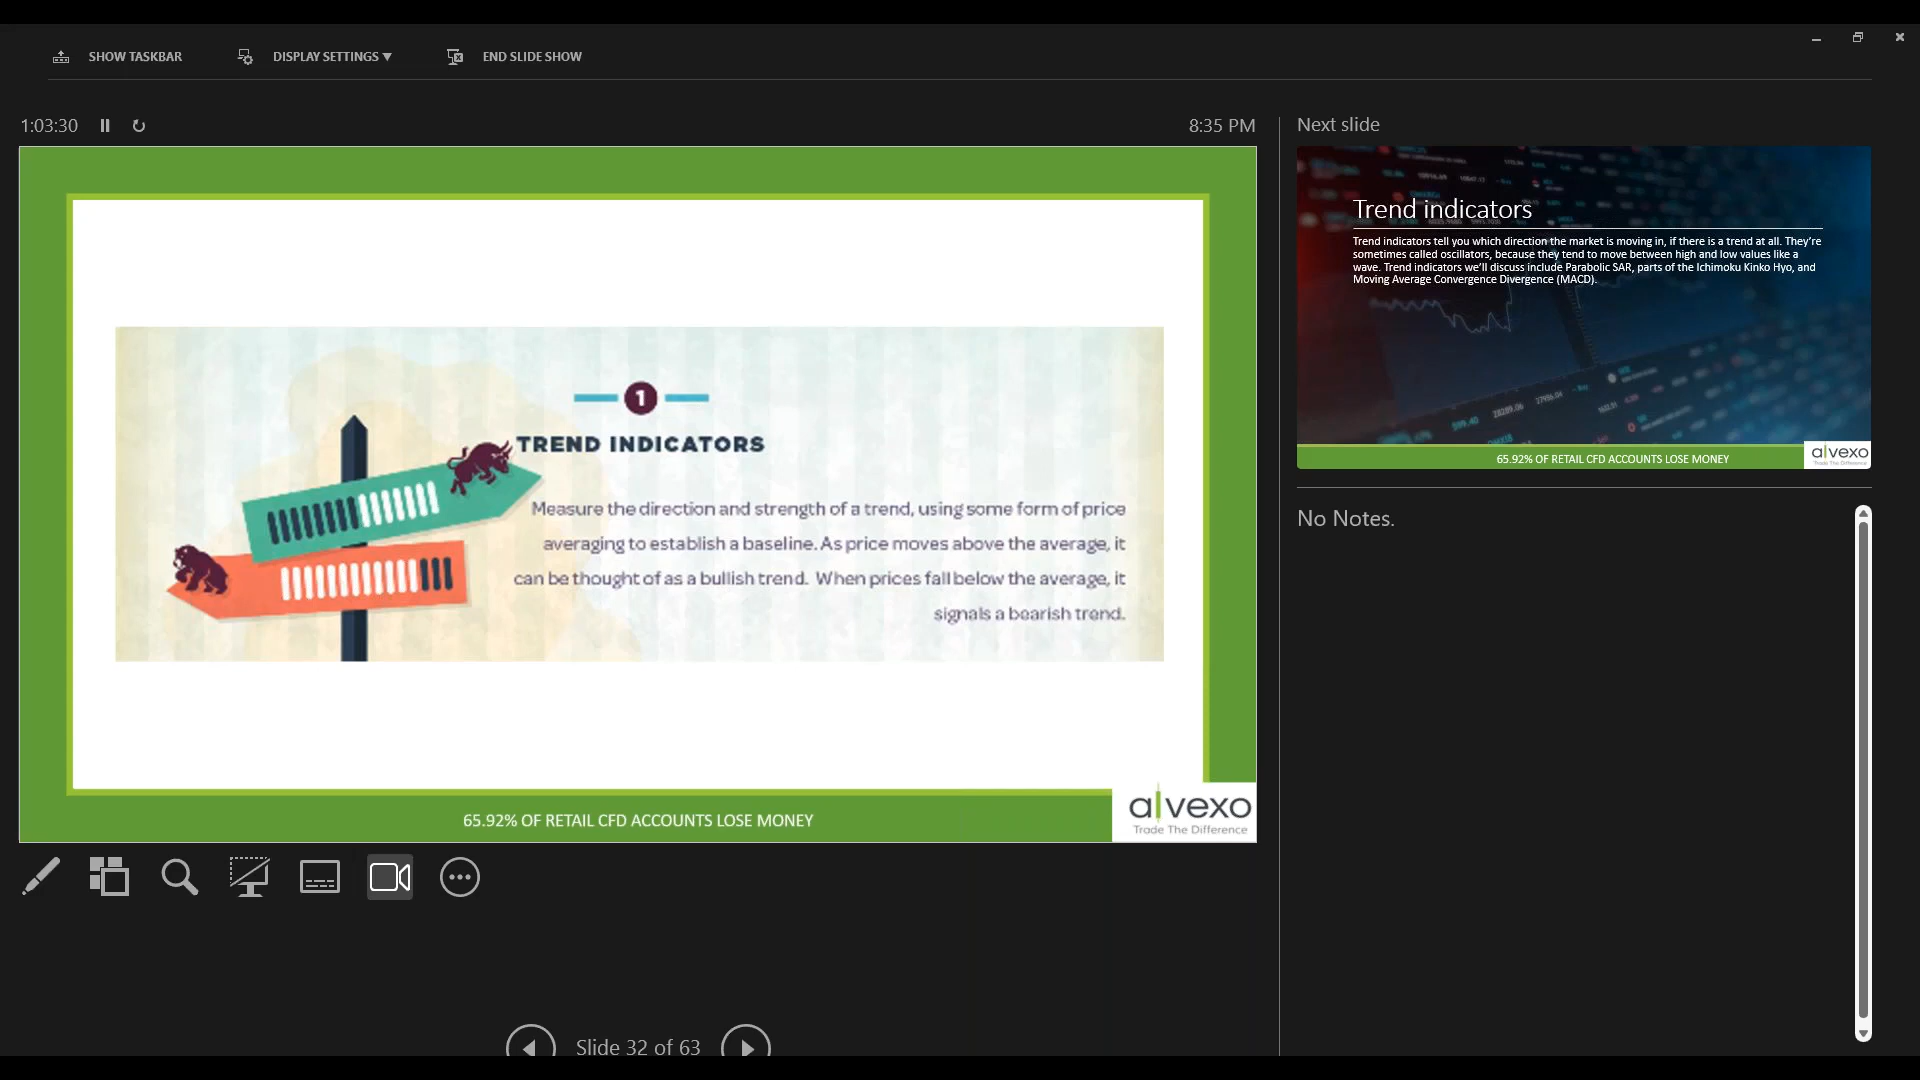 SHOW TASKBAR
DISPLAY SETTINGS
END SLIDE SHOW
1:03:30
8:35 PM
1
TREND INDICATORS
Measure the direction and strength of a trend, using some form of price
averaging to establish a baseline. As price moves above the average, it
can be thought of as a bullish trend. When prices fall below the average, it
signals a bearish trend.
65.92% OF RETAIL CFD ACCOUNTS LOSE MONEY
alvexo
Trade The Difference
Slide 32 of 63
Next slide
Trend indicators
Trend indicators tell you which direction the market is moving in, if there is a trend at all. They're
sometimes called oscillators, because they tend to move between high and low values like a
wave. Trend indicators we'll discuss include Parabolic SAR, parts of the Ichimoku Kinko Hyo, and
Moving Average Convergence Divergence (MACD).
65.92% OF RETAIL CFD ACCOUNTS LOSE MONEY
alvexo
Trade The Difference
No Notes.